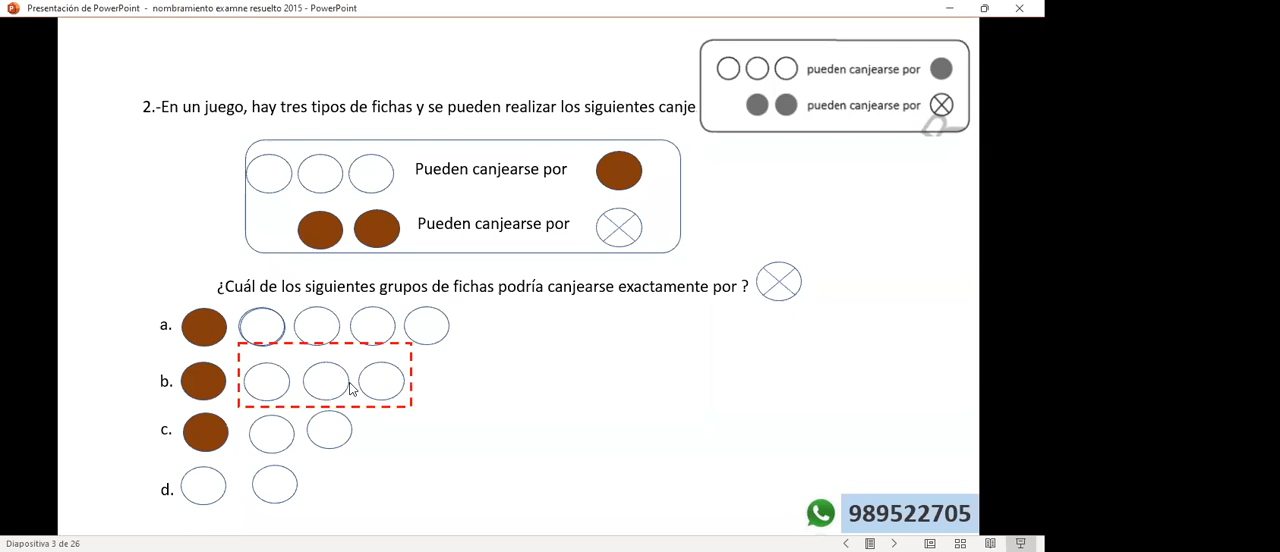 Presentación de PowerPoint - nombramiento examne resuelto 2015 - PowerPoint
pueden canjearse por
pueden canjearse por
2.-En un juego, hay tres tipos de fichas y se pueden realizar los siguientes canje
Pueden canjearse por
Pueden canjearse por
¿Cuál de los siguientes grupos de fichas podría canjearse exactamente por ?
a.
b.
c.
d.
989522705
Diapositiva 3 de 26